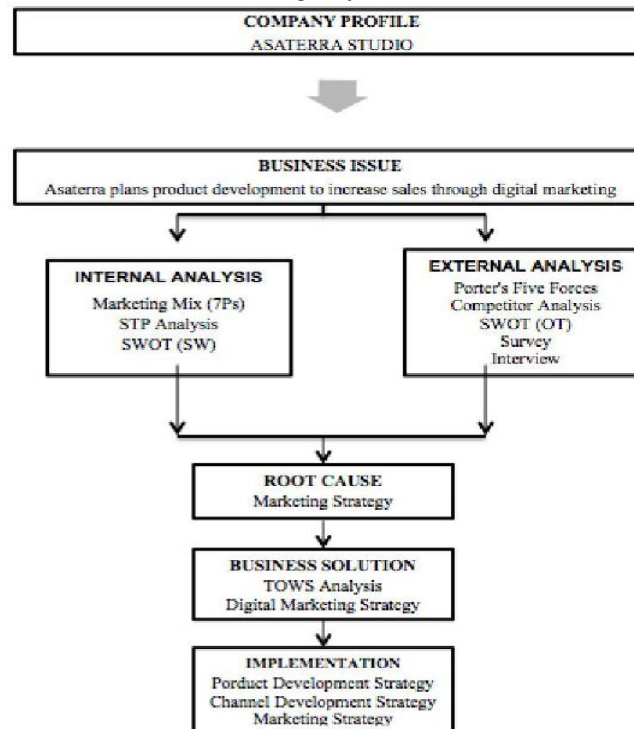 COMPANY PROFILE
ASATERRA STUDIO
BUSINESS ISSUE
Asaterra plans product development to increase sales through digital marketing
INTERNAL ANALYSIS
Marketing Mix (7Ps)
STP Analysis
SWOT (SW)
EXTERNAL ANALYSIS
Porter's Five Forces
Competitor Analysis
SWOT (OT)
Survey
Interview
ROOT CAUSE
Marketing Strategy
BUSINESS SOLUTION
TOWS Analysis
Digital Marketing Strategy
IMPLEMENTATION
Porduct Development Strategy
Channel Development Strategy
Marketing Strategy